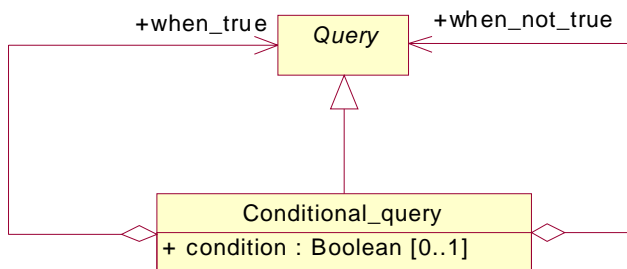 +when_true
Query
+when_not_true
Conditional_query
+ condition : Boolean [0..1]